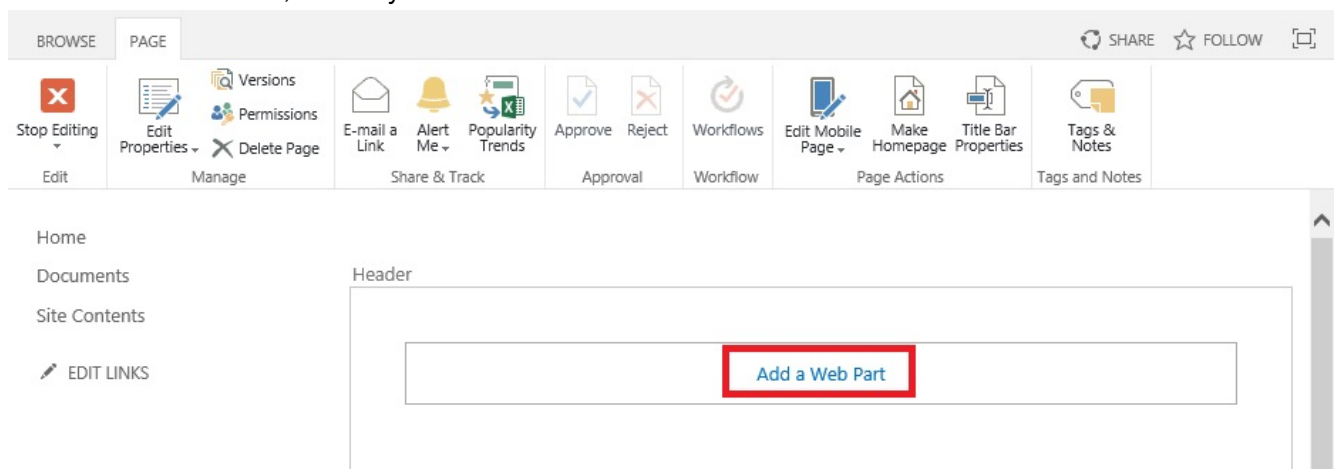 BROWSE PAGE SHARE FOLLOW
Versions
Permissions
Delete Page
Stop Editing
Edit Properties
E-mail a Link
Alert Me
Popularity Trends
Approve Reject Workflows
Edit Mobile Page
Make Homepage
Title Bar Properties
Tags & Notes
Edit Manage Share & Track Approval Workflow Page Actions Tags and Notes
Home
Documents
Site Contents
EDIT LINKS
Header
Add a Web Part